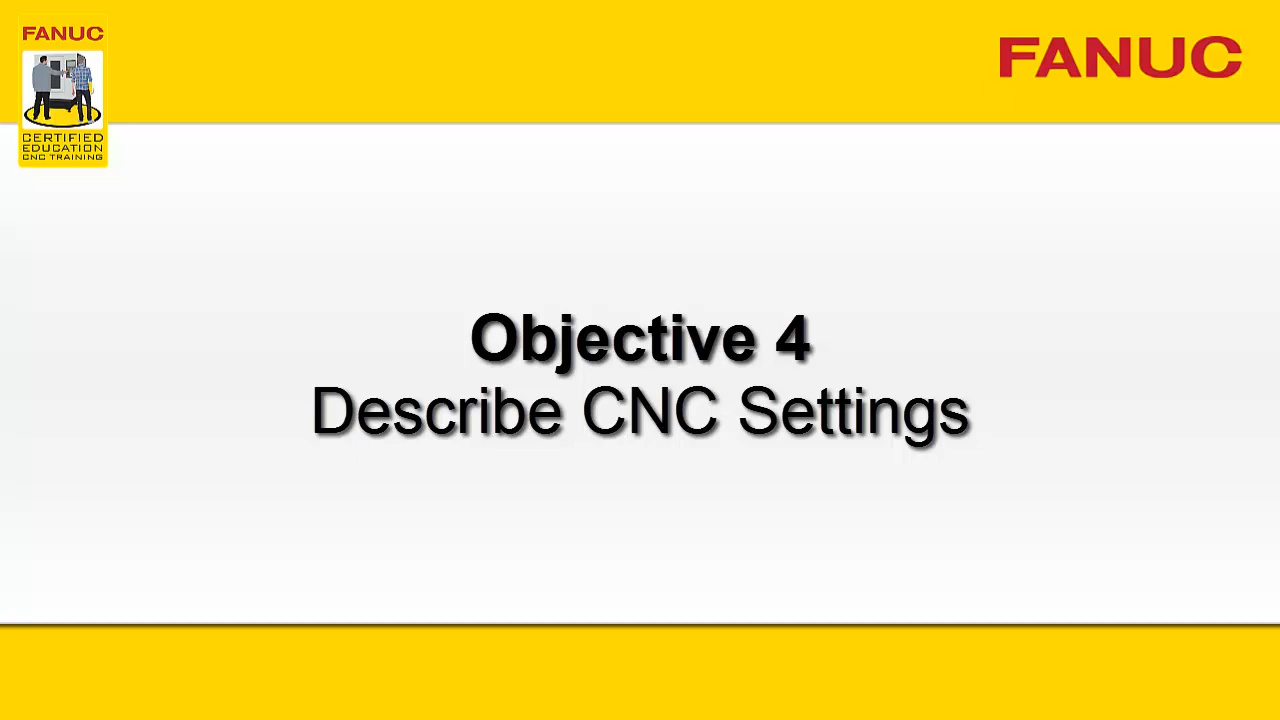 FANUC
CERTIFIED
EDUCATION
CNC TRAINING
FANUC
Objective 4
Describe CNC Settings